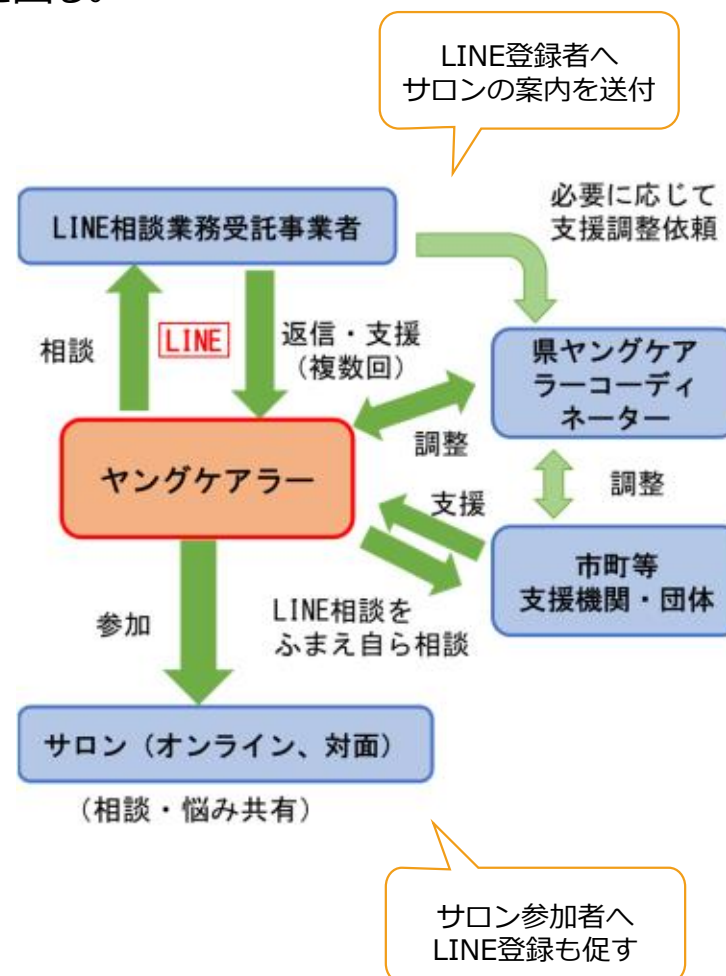 LINE登録者へ
サロンの案内を送付
必要に応じて
支援調整依頼
LINE相談業務受託事業者
相談
LINE
返信・支援
（複数回）
県ヤングケア
ラーコーディ
ネーター
調整
ヤングケアラー
調整
支援
市町等
支援機関・団体
参加
LINE相談を
ふまえ自ら相談
サロン（オンライン、対面）
（相談・悩み共有）
サロン参加者へ
LINE登録も促す